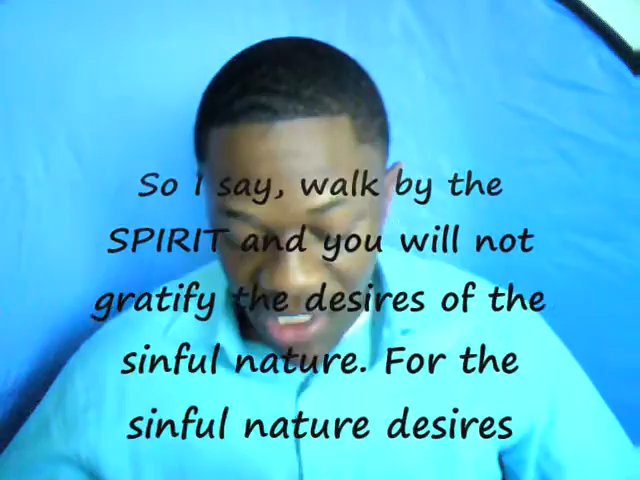 So I say, walk by the
SPIRIT and you will not
gratify the desires of the
sinful nature. For the
sinful nature desires